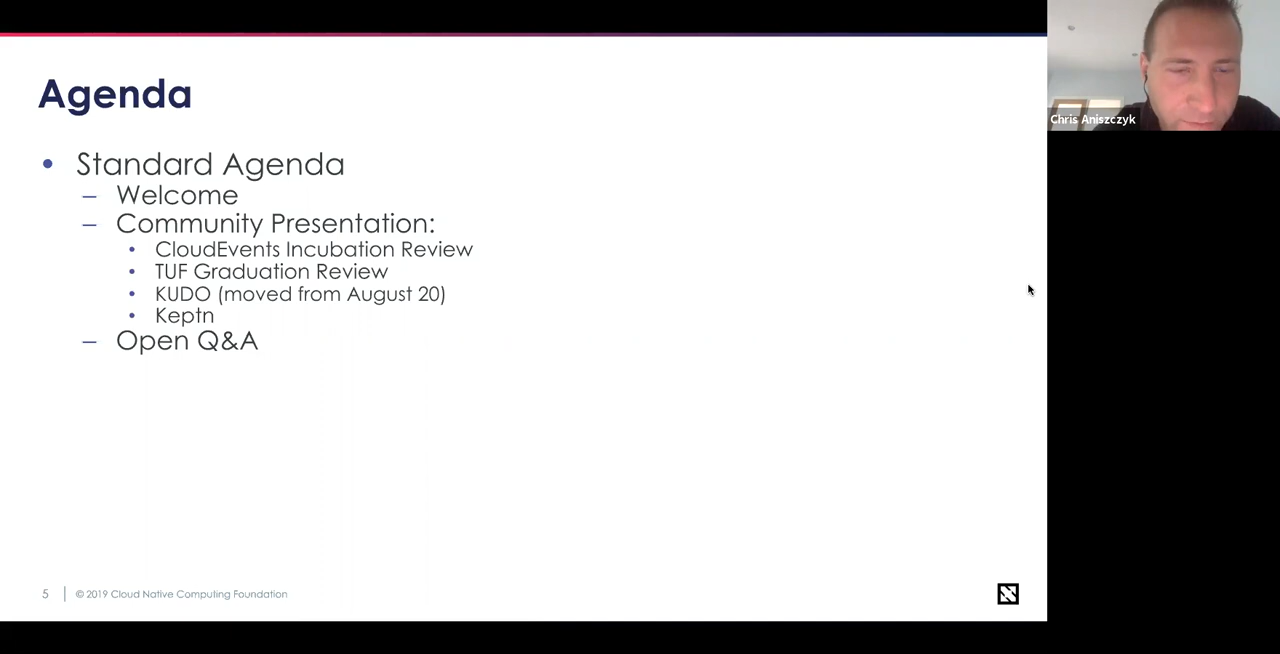 Agenda
• Standard Agenda
– Welcome
– Community Presentation:
• CloudEvents Incubation Review
• TUF Graduation Review
• KUDO (moved from August 20)
• Keptn
– Open Q&A
5 | © 2019 Cloud Native Computing Foundation
Chris Aniszczyk